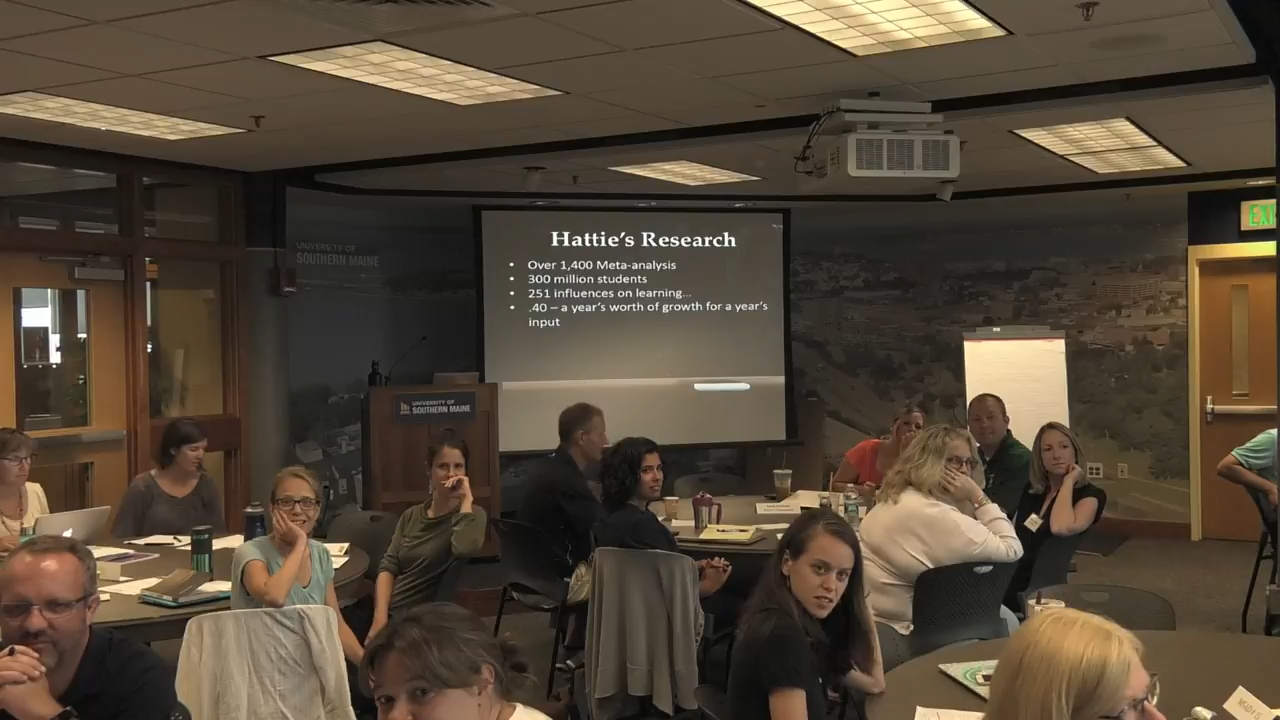 EXI
UNIVERSITY OF
SOUTHERN MAINE
Hattie's Research
• Over 1,400 Meta-analysis
• 300 million students
• 251 influences on learning...
• .40 – a year's worth of growth for a year's
input
UNIVERSITY OF
SOUTHERN MAINE